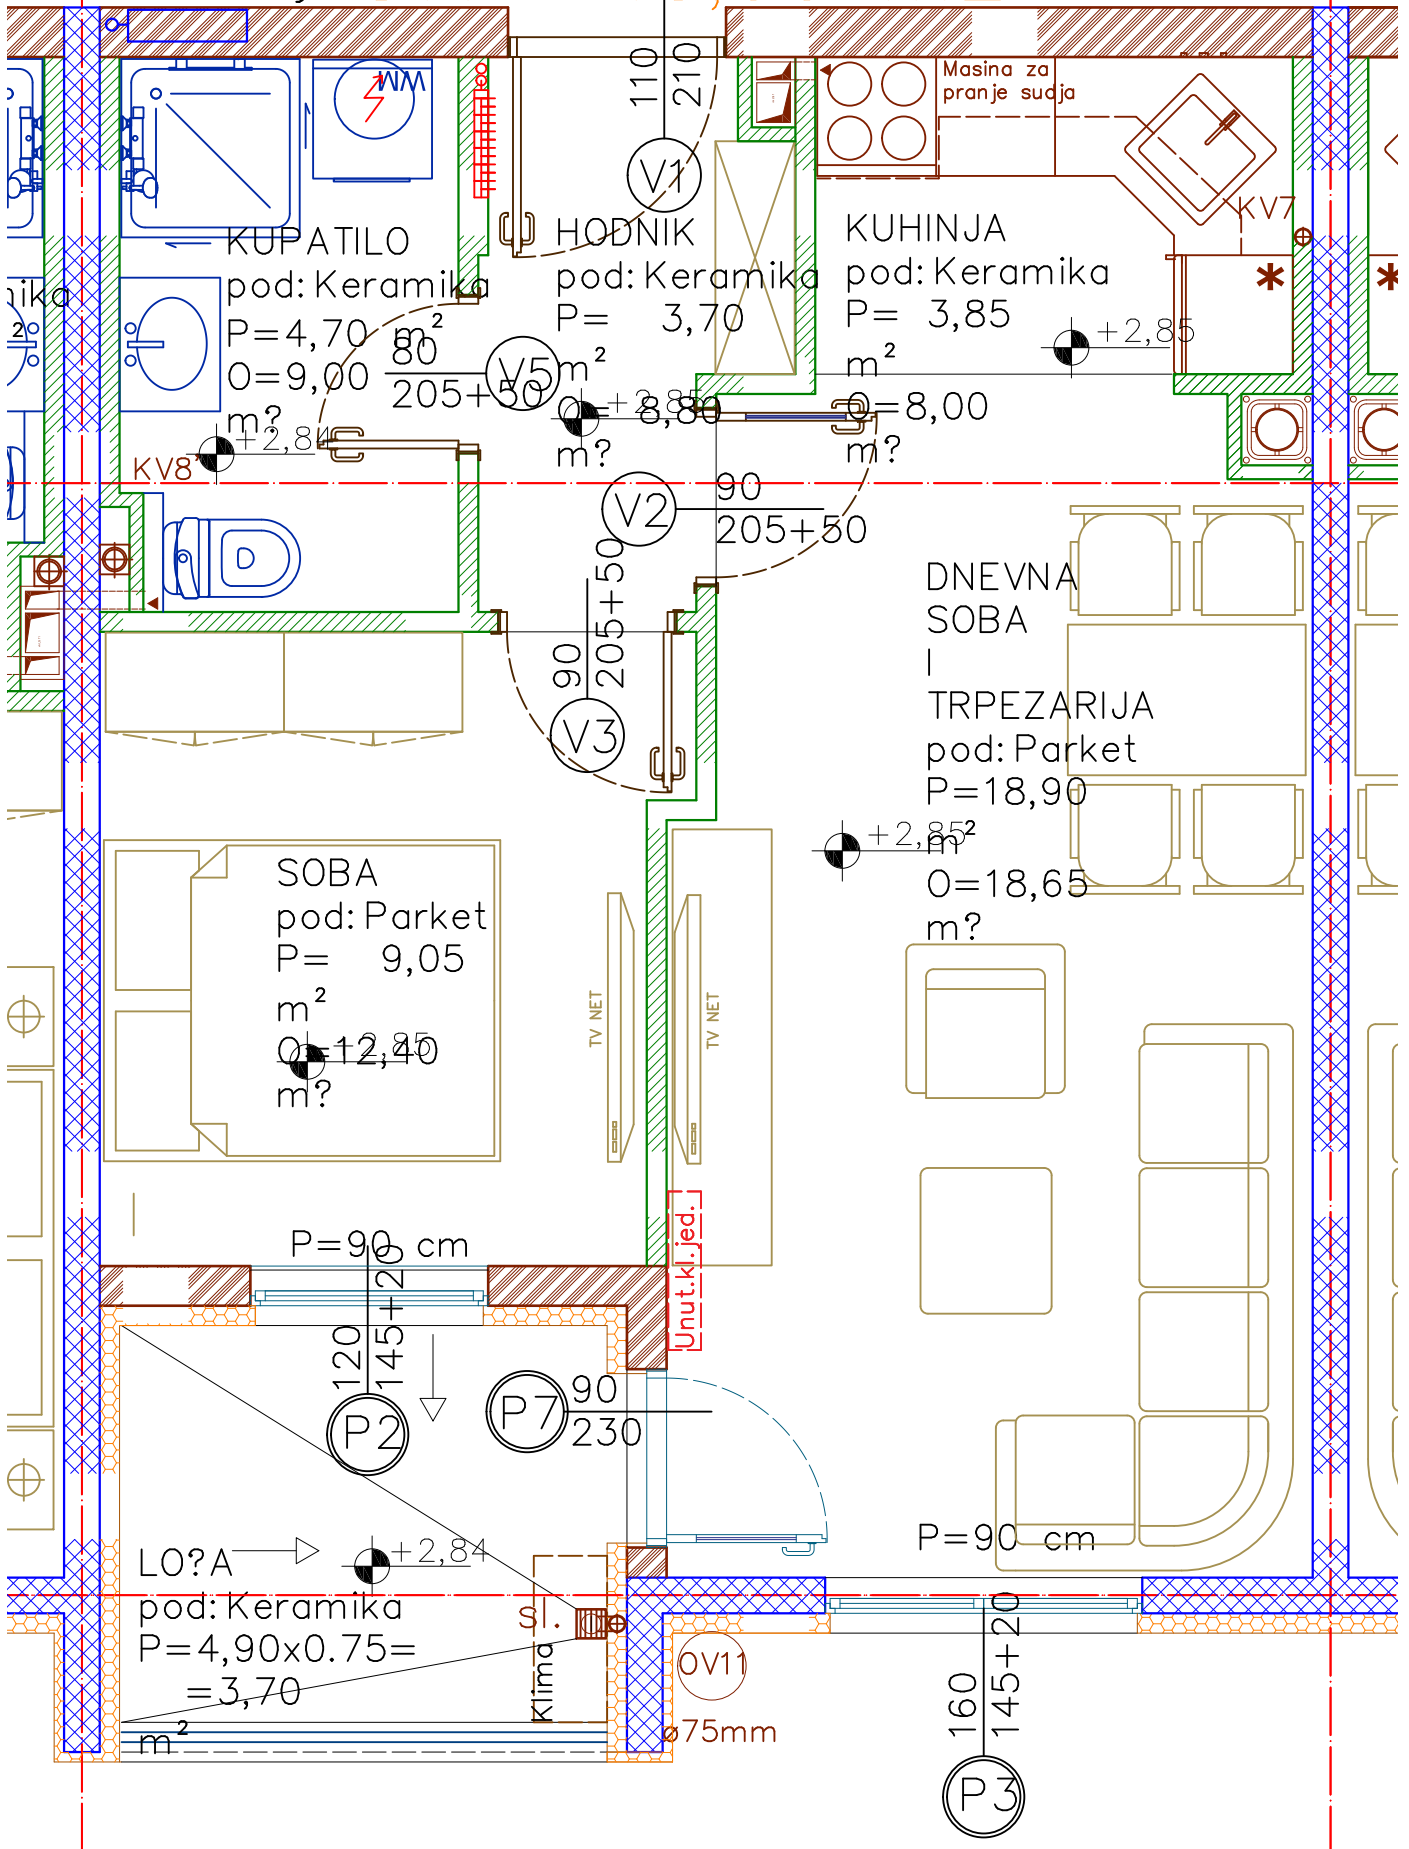 110
210
WM
Masina za
pranje sudja
V1
KV7
KUPATILO
pod: Keramika
P=4,70 m²
O=9,00
m?
HODNIK
pod: Keramika
P= 3,70
m²
O= 8,80
m?
KUHINJA
pod: Keramika
P= 3,85
m²
O=8,00
m?
nika
+2,85
80
205+50
V5
+2,85
+2,84
KV8'
V2
90
205+50
90
205+50
V3
DNEVNA
SOBA
I
TRPEZARIJA
pod: Parket
P=18,90
m²
O=18,65
m?
+2,85
SOBA
pod: Parket
P= 9,05
m²
O=12,40
m?
+2,85
TV NET
TV NET
Unut.kl.jed.
P=90 cm
120
145+20
P2
P7
90
230
LO?A
pod: Keramika
P=4,90x0.75=
=3,70
m²
+2,84
Sl.
Klima
OV11
ø75mm
P=90 cm
160
145+20
P3